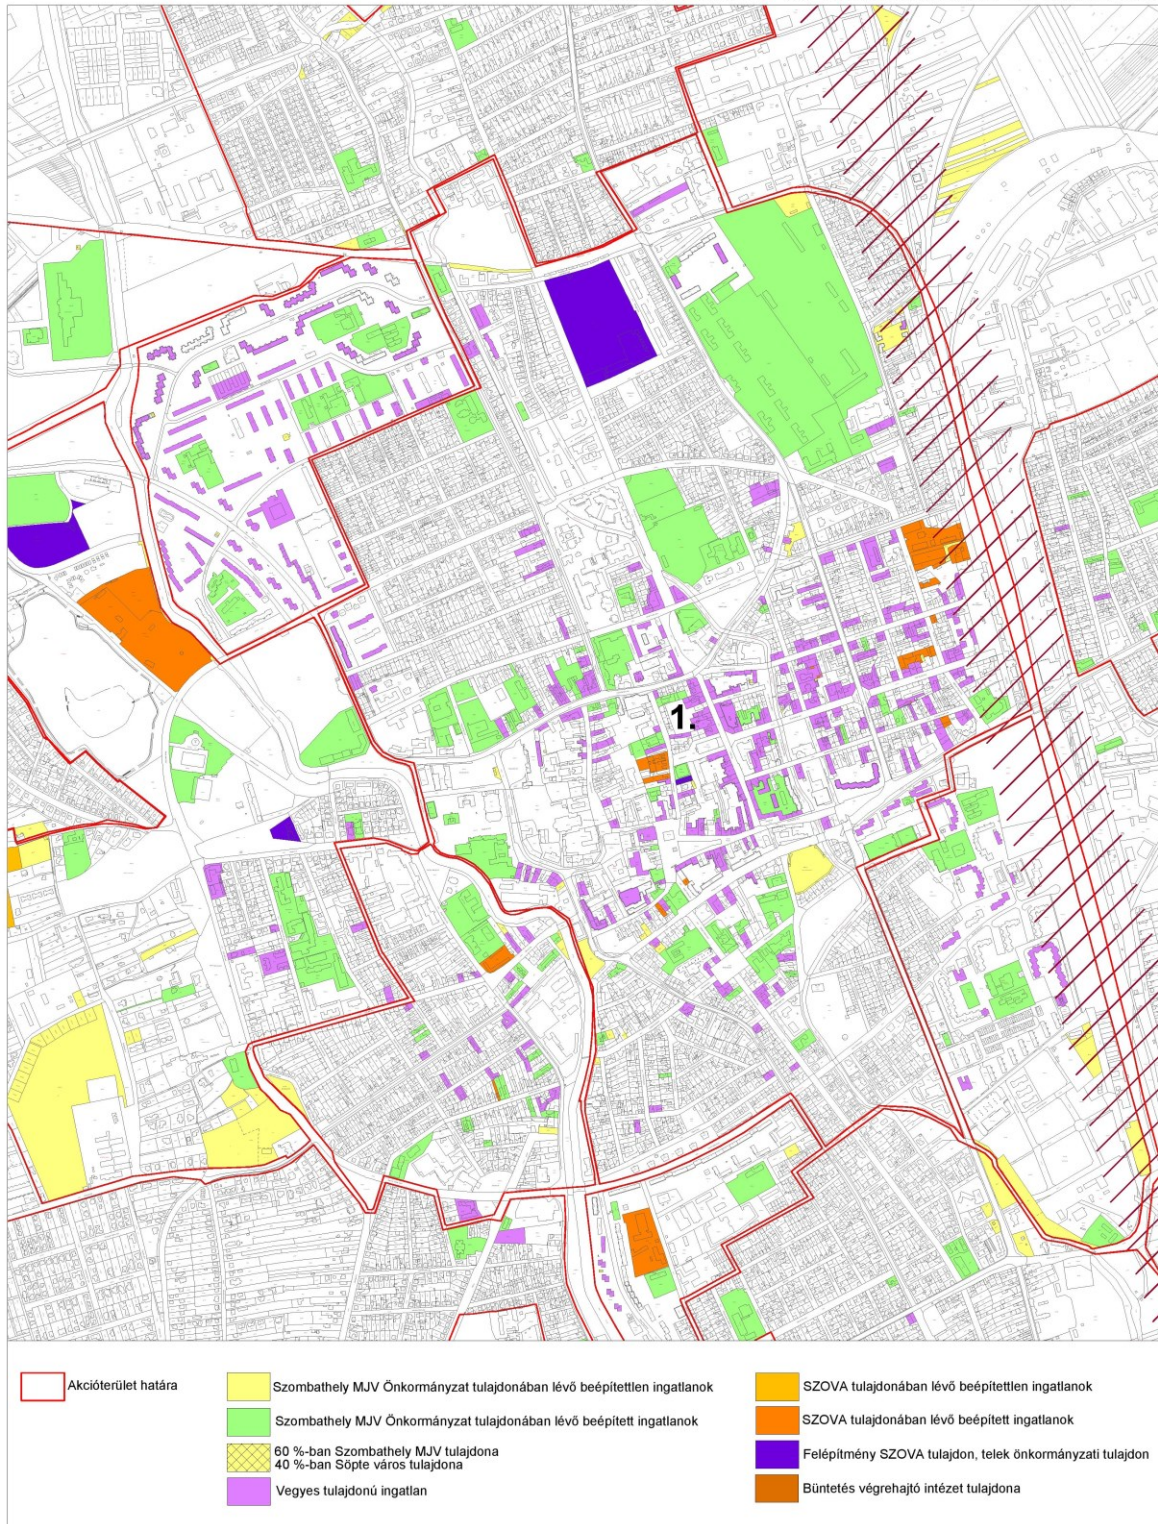 1.
Akcióterület határa
Szombathely MJV Önkormányzat tulajdonában lévő beépítettlen ingatlanok
Szombathely MJV Önkormányzat tulajdonában lévő beépített ingatlanok
60 %-ban Szombathely MJV tulajdona
40 %-ban Söpte város tulajdona
Vegyes tulajdonú ingatlan
SZOVA tulajdonában lévő beépítettlen ingatlanok
SZOVA tulajdonában lévő beépített ingatlanok
Felépítmény SZOVA tulajdon, telek önkormányzati tulajdon
Büntetés végrehajtó intézet tulajdona